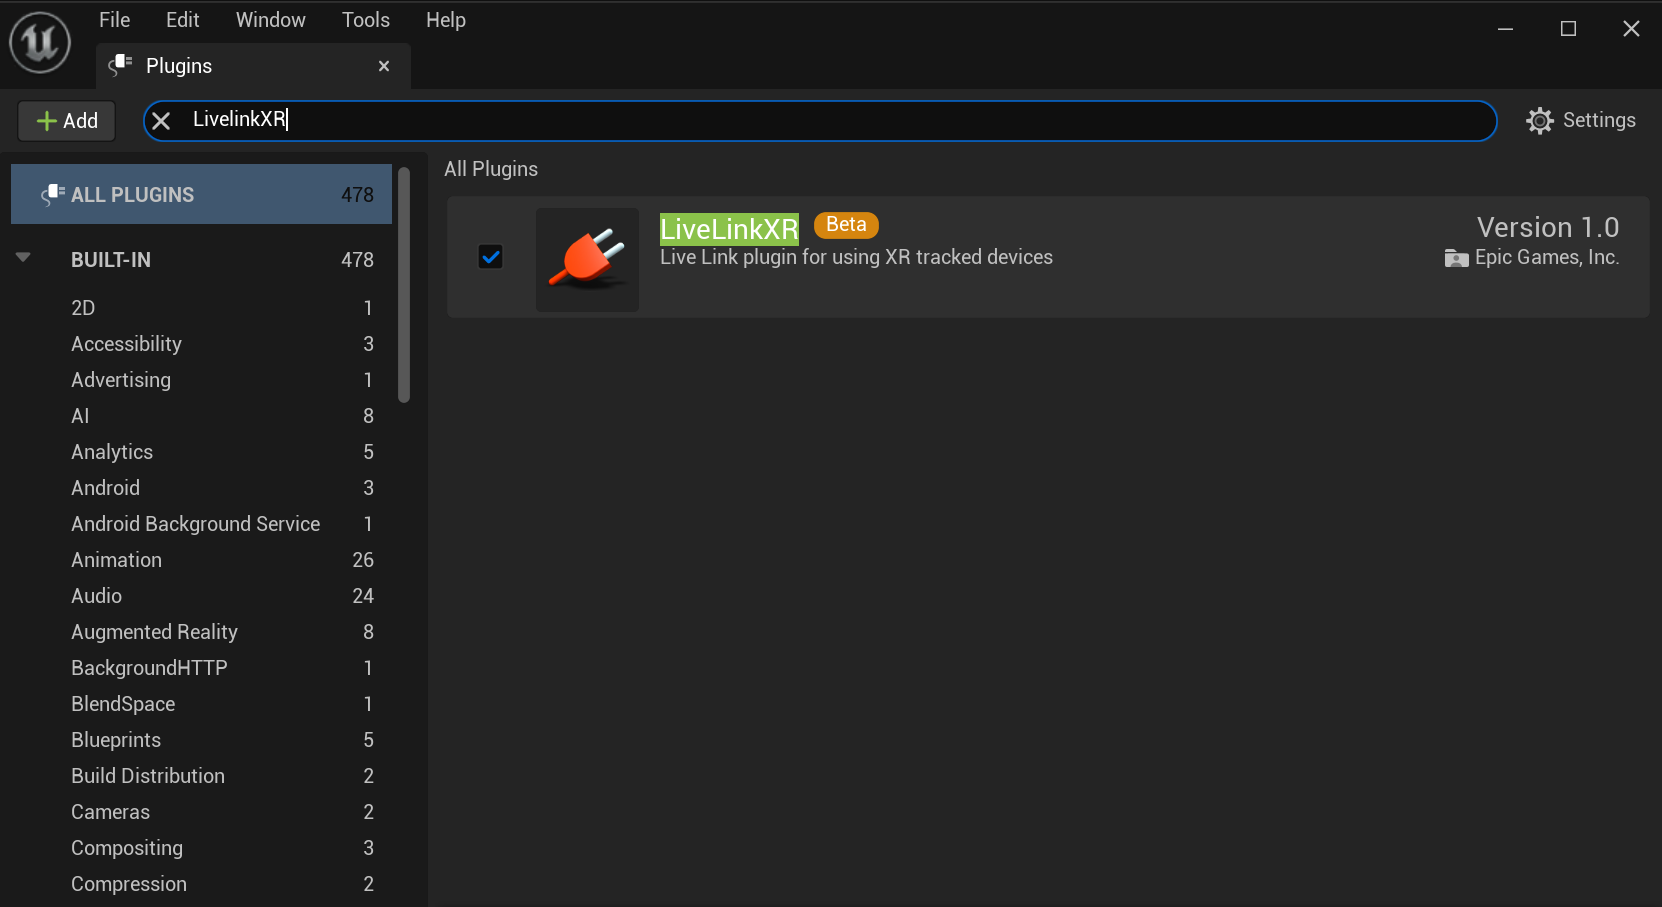 File Edit Window Tools Help
Plugins
Add
LivelinkXR
Settings
ALL PLUGINS 478
BUILT-IN 478
2D 1
Accessibility 3
Advertising 1
AI 8
Analytics 5
Android 3
Android Background Service 1
Animation 26
Audio 24
Augmented Reality 8
BackgroundHTTP 1
BlendSpace 1
Blueprints 5
Build Distribution 2
Cameras 2
Compositing 3
Compression 2
All Plugins
LiveLinkXR Beta
Live Link plugin for using XR tracked devices
Version 1.0
Epic Games, Inc.